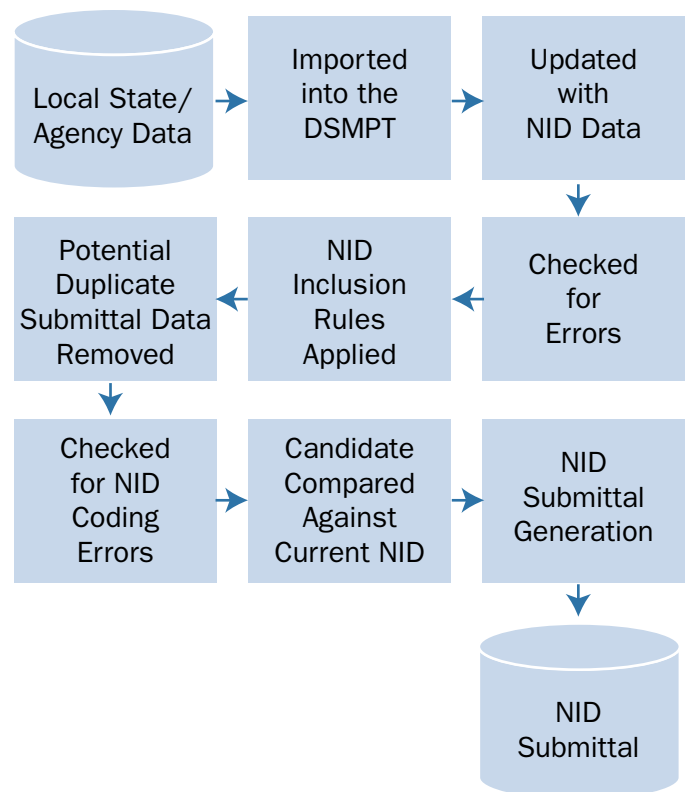 Local State/
Agency Data
Imported
into the
DSMPT
Updated
with
NID Data
Checked
for
Errors
NID
Inclusion
Rules
Applied
Potential
Duplicate
Submittal Data
Removed
Checked
for NID
Coding
Errors
Candidate
Compared
Against
Current NID
NID
Submittal
Generation
NID
Submittal